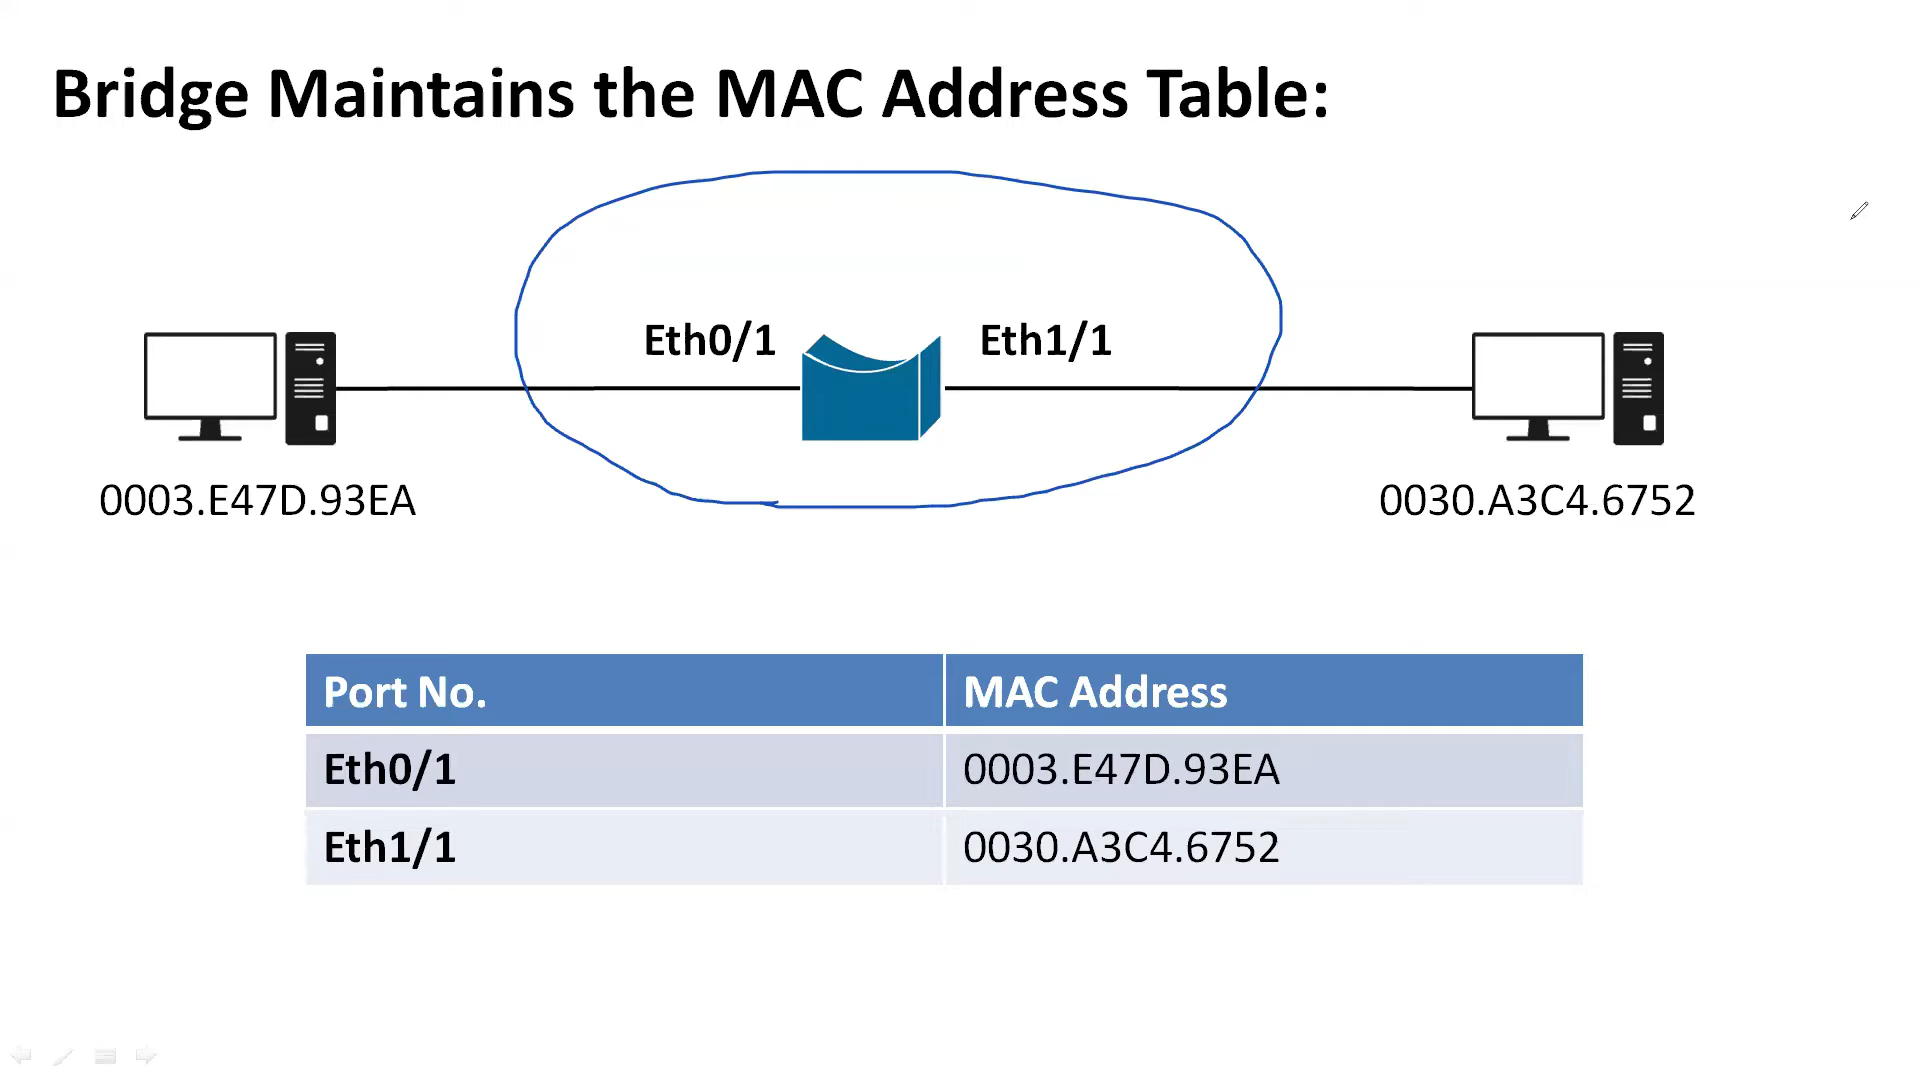 Bridge Maintains the MAC Address Table:
Eth0/1 Eth1/1
0003.E47D.93EA 0030.A3C4.6752
Port No. MAC Address
Eth0/1 0003.E47D.93EA
Eth1/1 0030.A3C4.6752